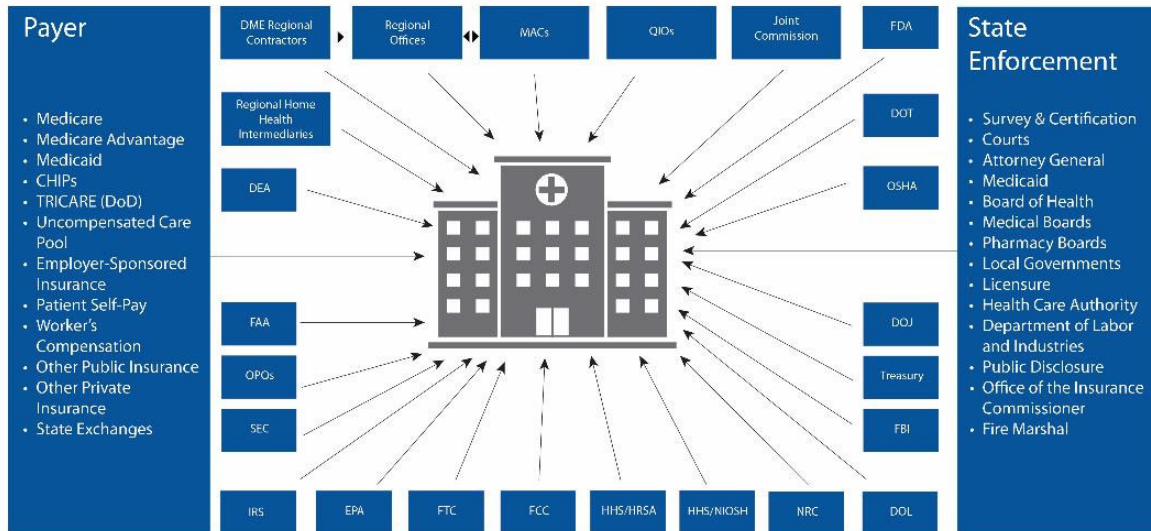 Payer
• Medicare
• Medicare Advantage
• Medicaid
• CHIPs
• TRICARE (DoD)
• Uncompensated Care
Pool
• Employer-Sponsored
Insurance
• Patient Self-Pay
• Worker's
Compensation
• Other Public Insurance
• Other Private
Insurance
• State Exchanges
DME Regional
Contractors
Regional
Offices
MACs
QIOs
Joint
Commission
FDA
Regional Home
Health
Intermediaries
DOT
DEA
OSHA
FAA
DOJ
OPOs
Treasury
SEC
FBI
IRS
EPA
FTC
FCC
HHS/HRSA
HHS/NIOSH
NRC
DOL
State
Enforcement
• Survey & Certification
• Courts
• Attorney General
• Medicaid
• Board of Health
• Medical Boards
• Pharmacy Boards
• Local Governments
• Licensure
• Health Care Authority
• Department of Labor
and Industries
• Public Disclosure
• Office of the Insurance
Commissioner
• Fire Marshal